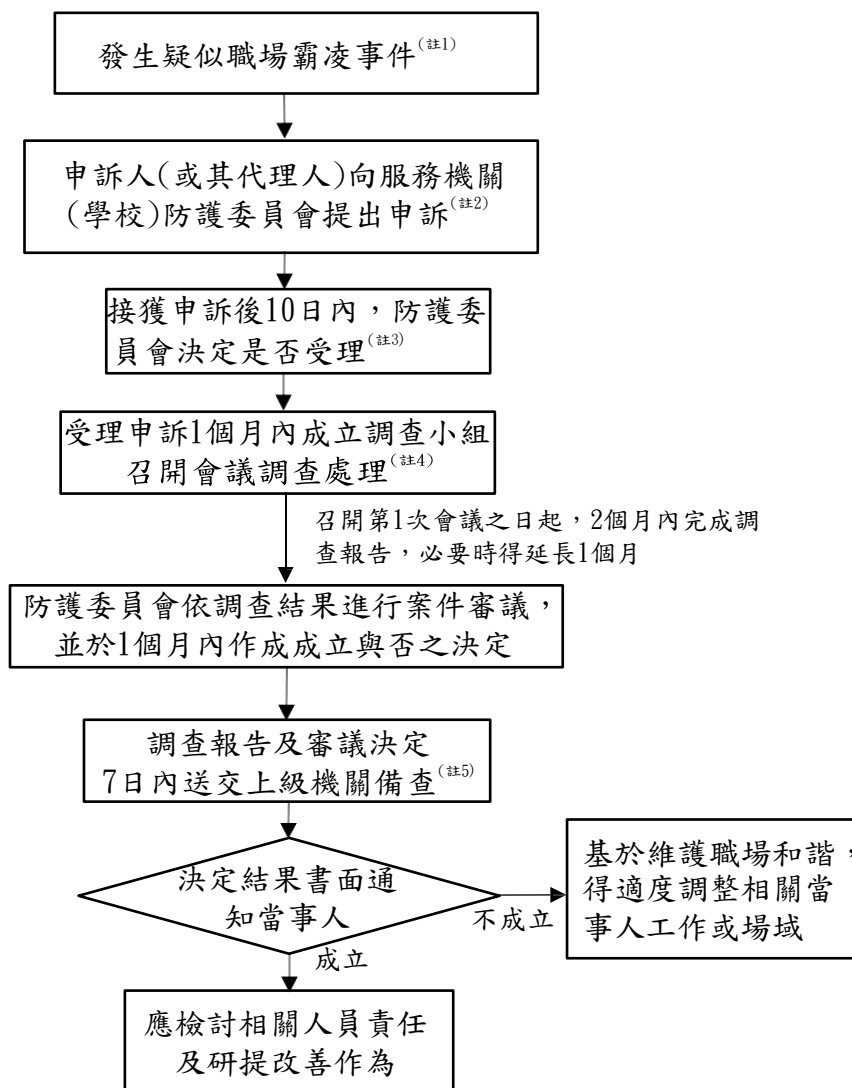 發生疑似職場霸凌事件(註1)
申訴人(或其代理人)向服務機關
(學校)防護委員會提出申訴(註2)
接獲申訴後10日內，防護委
員會決定是否受理(註3)
受理申訴1個月內成立調查小組
召開會議調查處理(註4)
召開第1次會議之日起，2個月內完成調
查報告，必要時得延長1個月
防護委員會依調查結果進行案件審議，
並於1個月內作成成立與否之決定
調查報告及審議決定
7日內送交上級機關備查(註5)
決定結果書面通
知當事人
不成立
基於維護職場和諧，
得適度調整相關當
事人工作或場域
成立
應檢討相關人員責任
及研提改善作為